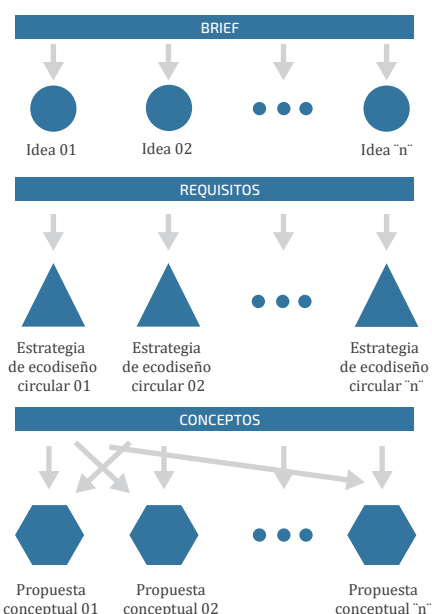 BRIEF
Idea 01
Idea 02
Idea ¨n¨
REQUISITOS
Estrategia
de ecodiseño
circular 01
Estrategia
de ecodiseño
circular 02
Estrategia
de ecodiseño
circular ¨n¨
CONCEPTOS
Propuesta
conceptual 01
Propuesta
conceptual 02
Propuesta
conceptual ¨n¨